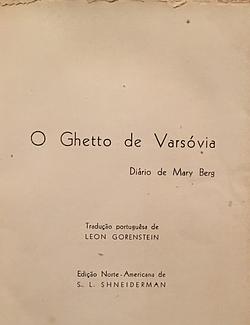 O Ghetto de Varsóvia
Diário de Mary Berg
Tradução portuguêsa de
LEON GORENSTEIN
Edição Norte-Americana de
S. L. SHNEIDERMAN